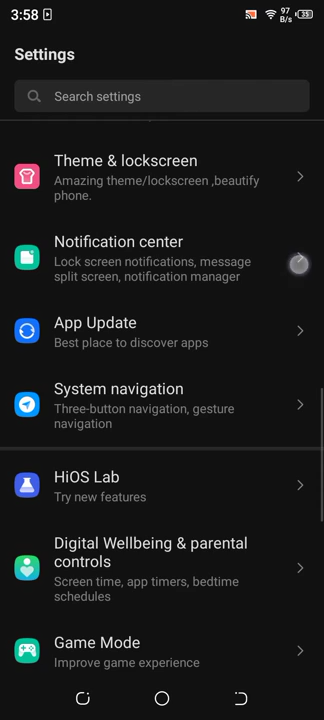 3:58
97
B/s
35
Settings
Search settings
Theme & lockscreen
Amazing theme/lockscreen ,beautify
phone.
Notification center
Lock screen notifications, message
split screen, notification manager
App Update
Best place to discover apps
System navigation
Three-button navigation, gesture
navigation
HiOS Lab
Try new features
Digital Wellbeing & parental
controls
Screen time, app timers, bedtime
schedules
Game Mode
Improve game experience